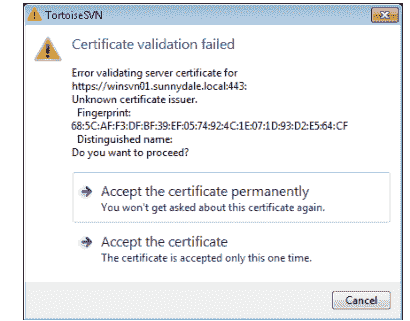 TortoiseSVN
Certificate validation failed
Error validating server certificate for
https://winsvn01.sunnydale.local:443:
Unknown certificate issuer.
Fingerprint:
68:5C:AF:F3:DF:BF:39:EF:05:74:92:4C:1E:07:1D:93:D2:E5:64:CF
Distinguished name:
Do you want to proceed?
Accept the certificate permanently
You won't get asked about this certificate again.
Accept the certificate
The certificate is accepted only this one time.
Cancel